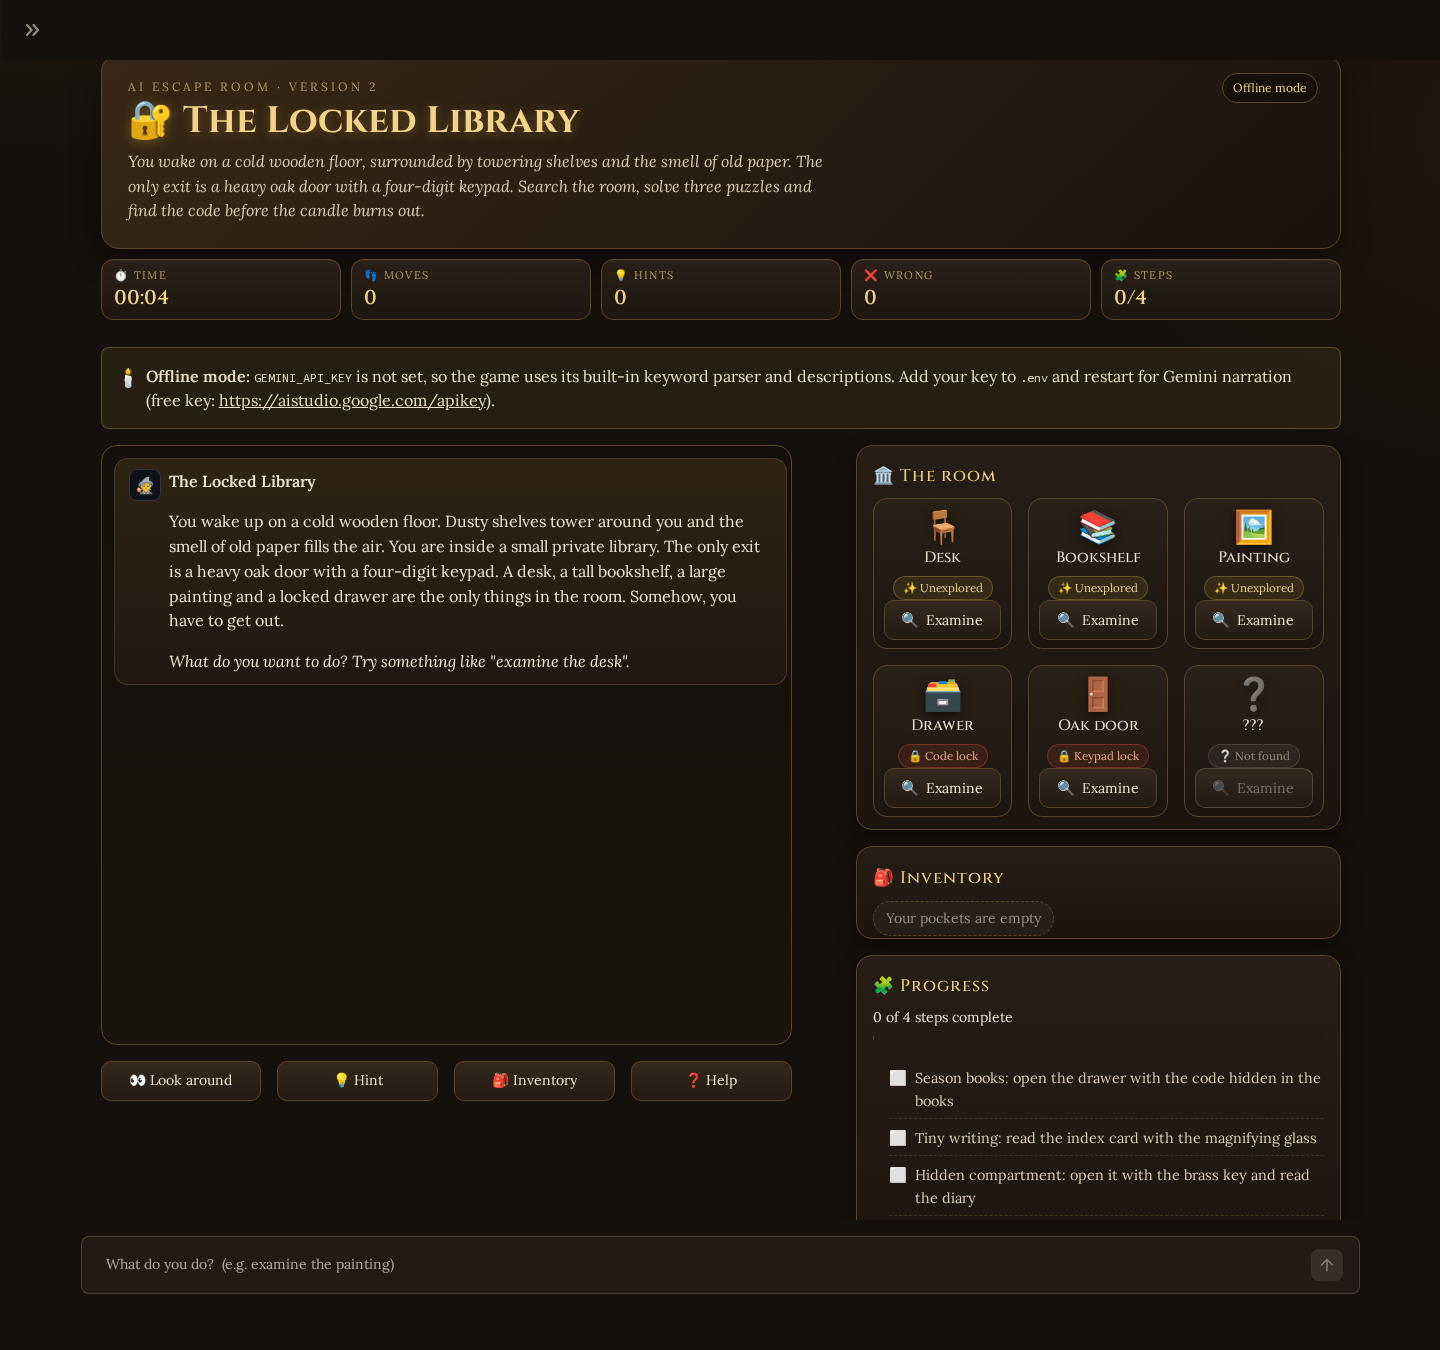 AI ESCAPE ROOM · VERSION 2
Offline mode
The Locked Library
You wake on a cold wooden floor, surrounded by towering shelves and the smell of old paper. The
only exit is a heavy oak door with a four-digit keypad. Search the room, solve three puzzles and
find the code before the candle burns out.
TIME
00:04
MOVES
0
HINTS
0
WRONG
0
STEPS
0/4
Offline mode: GEMINI_API_KEY is not set, so the game uses its built-in keyword parser and descriptions. Add your key to .env and restart for Gemini narration
(free key: https://aistudio.google.com/apikey).
The Locked Library
You wake up on a cold wooden floor. Dusty shelves tower around you and the
smell of old paper fills the air. You are inside a small private library. The only exit
is a heavy oak door with a four-digit keypad. A desk, a tall bookshelf, a large
painting and a locked drawer are the only things in the room. Somehow, you
have to get out.
What do you want to do? Try something like "examine the desk".
Look around
Hint
Inventory
Help
The room
Desk
Unexplored
Examine
Bookshelf
Unexplored
Examine
Painting
Unexplored
Examine
Drawer
Code lock
Examine
Oak door
Keypad lock
Examine
???
Not found
Examine
Inventory
Your pockets are empty
Progress
0 of 4 steps complete
Season books: open the drawer with the code hidden in the
books
Tiny writing: read the index card with the magnifying glass
Hidden compartment: open it with the brass key and read
the diary
What do you do? (e.g. examine the painting)